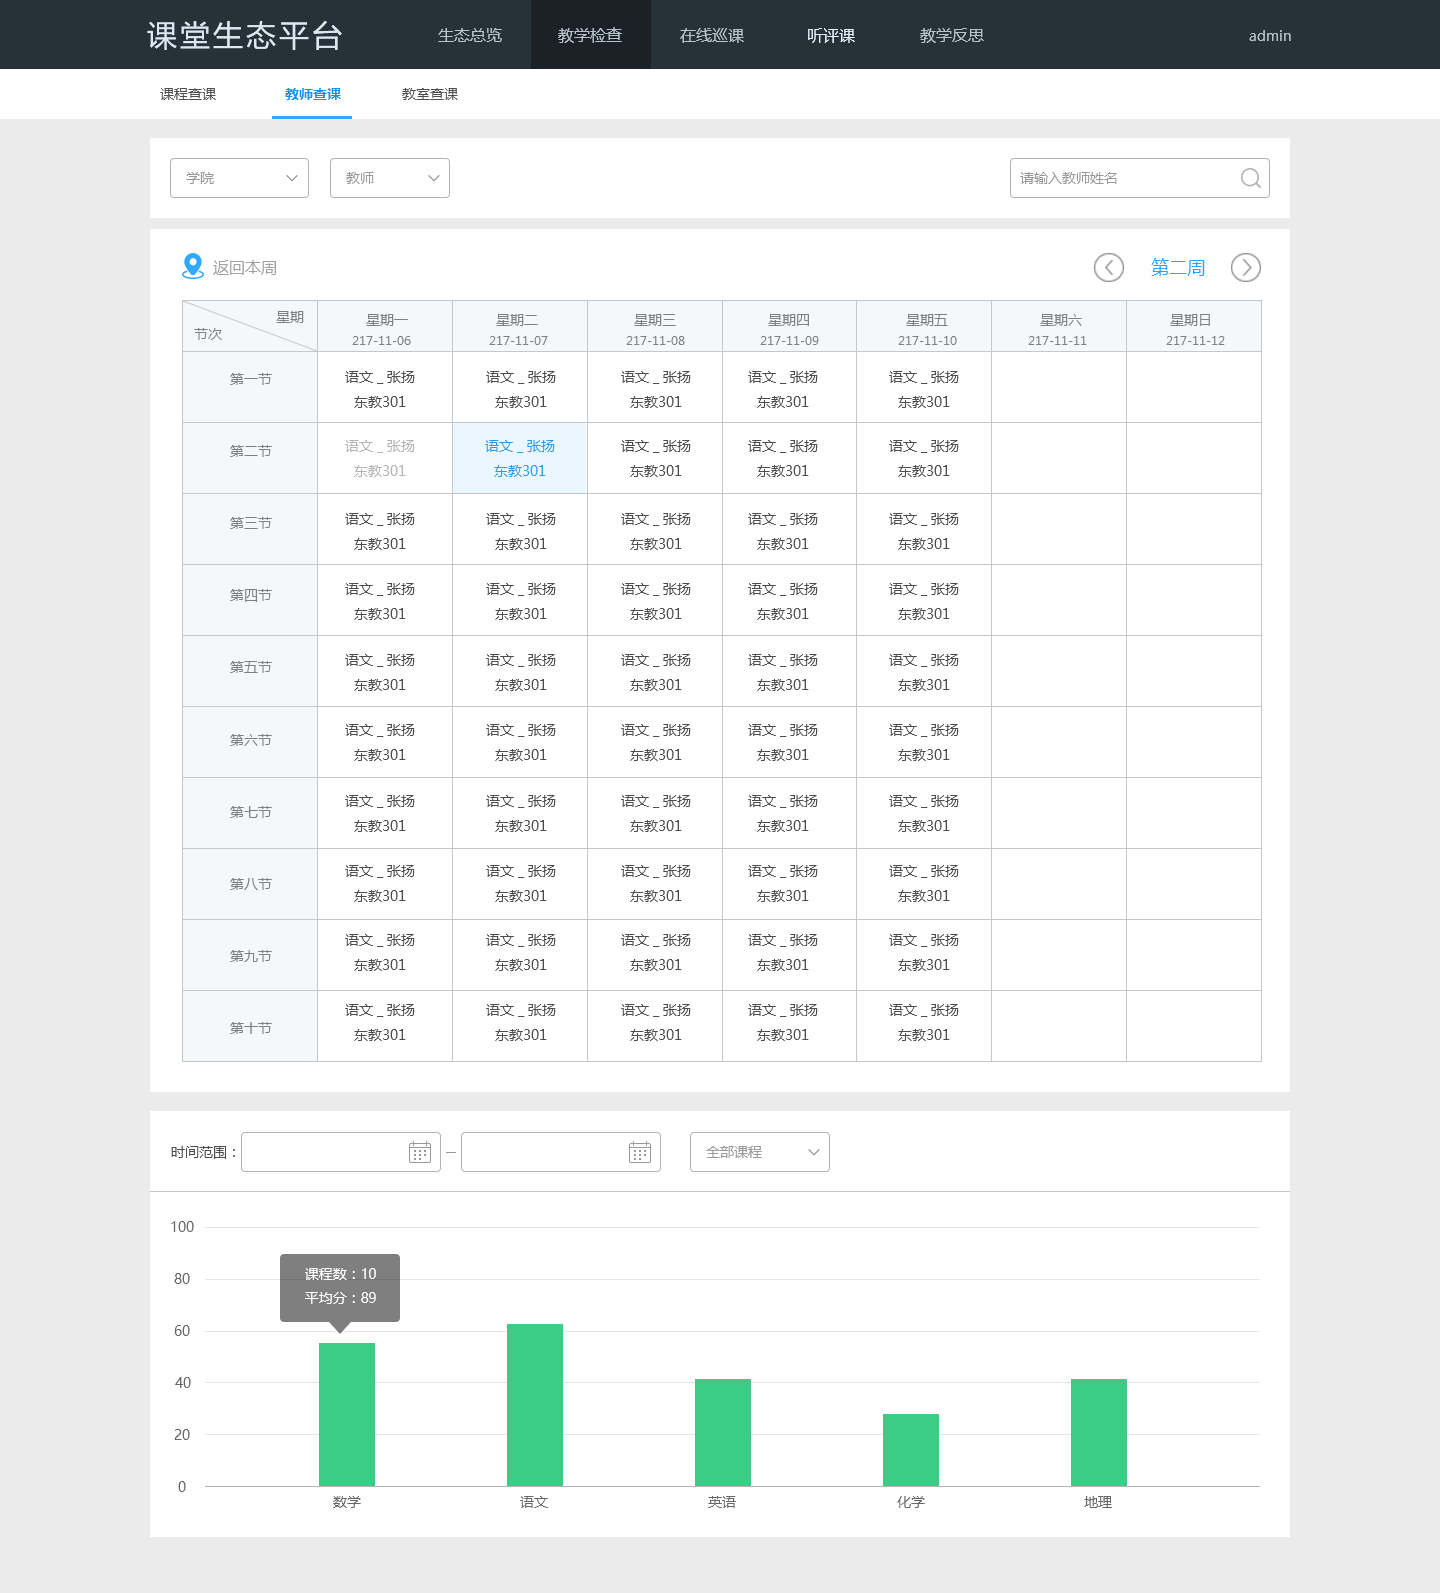 课堂生态平台 生态总览 教学检查 在线巡课 听评课 教学反思 admin
课程查课 教师查课 教室查课
学院 教师 请输入教师姓名
返回本周 第二周
星期 节次 星期一 星期二 星期三 星期四 星期五 星期六 星期日
217-11-06 217-11-07 217-11-08 217-11-09 217-11-10 217-11-11 217-11-12
第一节 语文 _ 张扬 语文 _ 张扬 语文 _ 张扬 语文 _ 张扬 语文 _ 张扬
东教301 东教301 东教301 东教301 东教301
第二节 语文 _ 张扬 语文 _ 张扬 语文 _ 张扬 语文 _ 张扬 语文 _ 张扬
东教301 东教301 东教301 东教301 东教301
第三节 语文 _ 张扬 语文 _ 张扬 语文 _ 张扬 语文 _ 张扬 语文 _ 张扬
东教301 东教301 东教301 东教301 东教301
第四节 语文 _ 张扬 语文 _ 张扬 语文 _ 张扬 语文 _ 张扬 语文 _ 张扬
东教301 东教301 东教301 东教301 东教301
第五节 语文 _ 张扬 语文 _ 张扬 语文 _ 张扬 语文 _ 张扬 语文 _ 张扬
东教301 东教301 东教301 东教301 东教301
第六节 语文 _ 张扬 语文 _ 张扬 语文 _ 张扬 语文 _ 张扬 语文 _ 张扬
东教301 东教301 东教301 东教301 东教301
第七节 语文 _ 张扬 语文 _ 张扬 语文 _ 张扬 语文 _ 张扬 语文 _ 张扬
东教301 东教301 东教301 东教301 东教301
第八节 语文 _ 张扬 语文 _ 张扬 语文 _ 张扬 语文 _ 张扬 语文 _ 张扬
东教301 东教301 东教301 东教301 东教301
第九节 语文 _ 张扬 语文 _ 张扬 语文 _ 张扬 语文 _ 张扬 语文 _ 张扬
东教301 东教301 东教301 东教301 东教301
第十节 语文 _ 张扬 语文 _ 张扬 语文 _ 张扬 语文 _ 张扬 语文 _ 张扬
东教301 东教301 东教301 东教301 东教301
时间范围： – 全部课程
100
80
60
40
20
0
课程数：10
平均分：89
数学 语文 英语 化学 地理